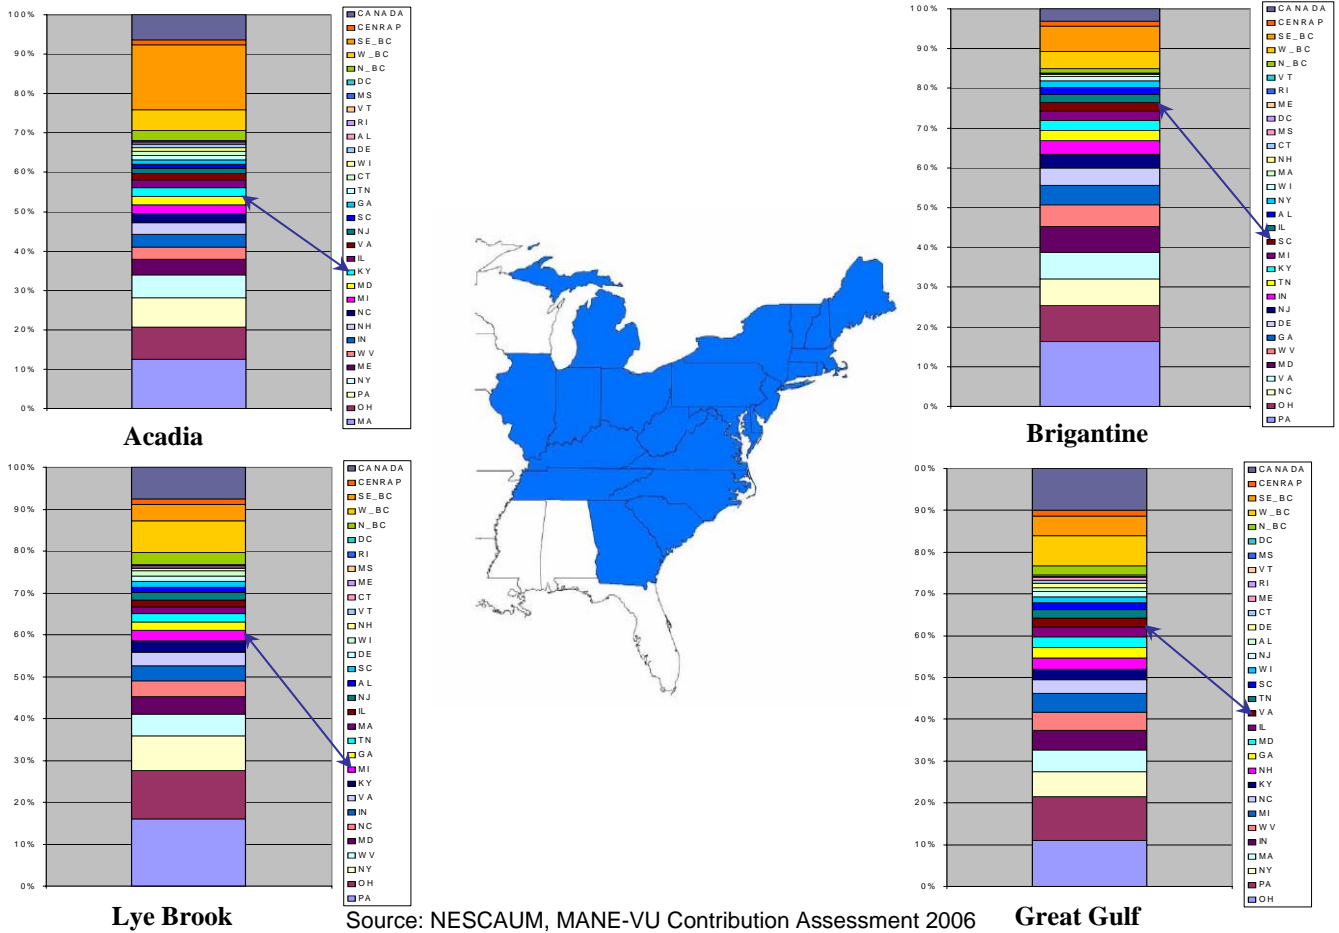 100%
90%
80%
70%
60%
50%
40%
30%
20%
10%
0%
CANADA
CENRAP
SE_BC
W_BC
N_BC
DC
MS
VT
RI
AL
DE
WI
CT
TN
GA
SC
NJ
VA
IL
KY
MD
MI
NC
NH
IN
WV
ME
NY
PA
OH
MA
Acadia
100%
90%
80%
70%
60%
50%
40%
30%
20%
10%
0%
CANADA
CENRAP
SE_BC
W_BC
N_BC
VT
RI
ME
DC
MS
CT
NH
MA
WI
NY
AL
IL
SC
MI
KY
TN
IN
NJ
DE
GA
WV
MD
VA
NC
OH
PA
Brigantine
100%
90%
80%
70%
60%
50%
40%
30%
20%
10%
0%
CANADA
CENRAP
SE_BC
W_BC
N_BC
DC
RI
MS
ME
CT
VT
NH
WI
DE
SC
AL
NJ
IL
MA
TN
GA
MI
KY
VA
IN
NC
MD
WV
NY
OH
PA
Lye Brook
00%
90%
80%
70%
60%
50%
40%
30%
20%
10%
0%
CANADA
CENRAP
SE_BC
W_BC
N_BC
DC
MS
VT
RI
ME
CT
DE
AL
NJ
WI
SC
TN
VA
IL
MD
GA
NH
KY
NC
MI
WV
IN
MA
NY
PA
OH
Great Gulf
Source: NESCAUM, MANE-VU Contribution Assessment 2006